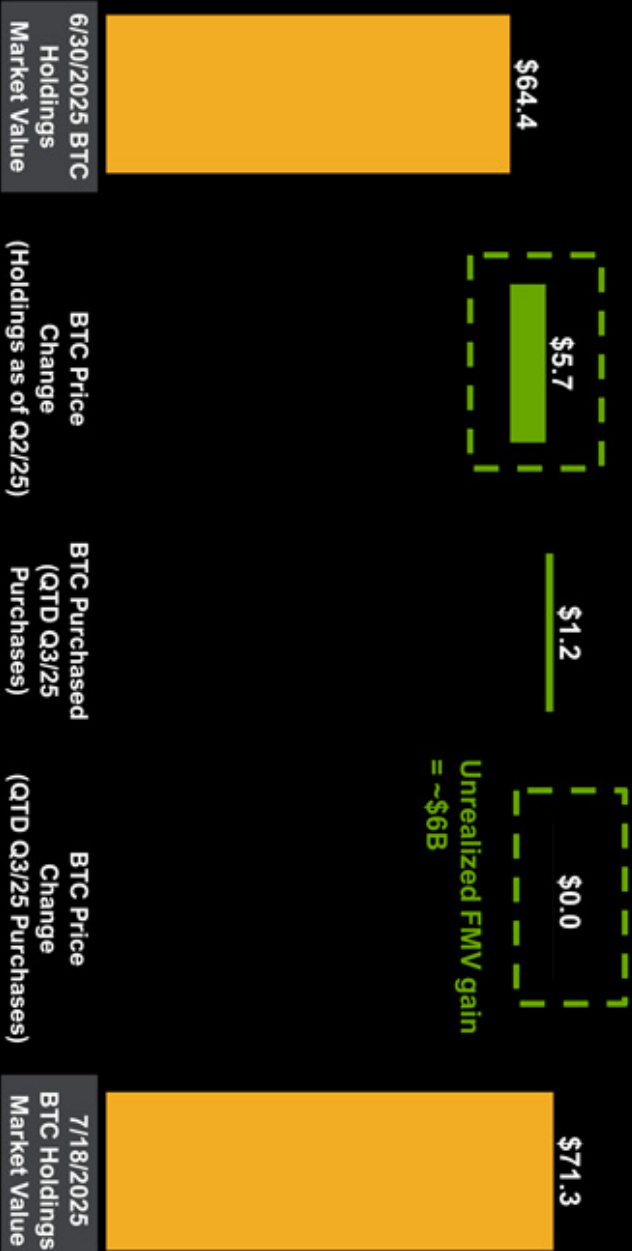 $64.4
$5.7
$1.2
$0.0
$71.3
Unrealized FMV gain
= ~$6B
6/30/2025 BTC
Holdings
Market Value
BTC Price
Change
(Holdings as of Q2/25)
BTC Purchased
(QTD Q3/25
Purchases)
BTC Price
Change
(QTD Q3/25 Purchases)
7/18/2025
BTC Holdings
Market Value